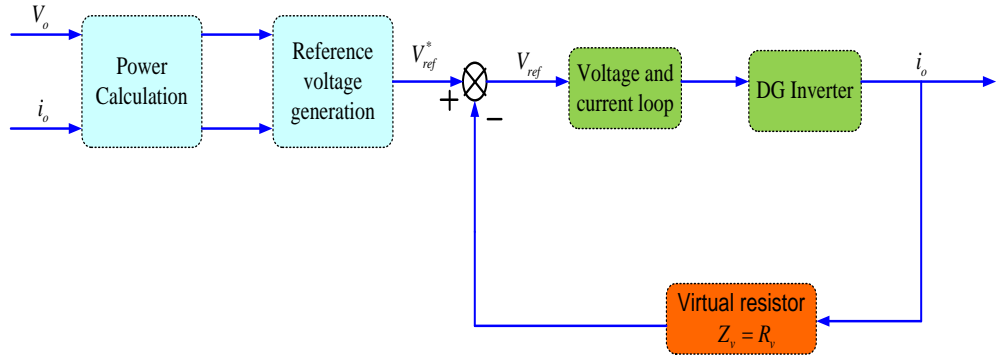 V_o
i_o
Power
Calculation
Reference
voltage
generation
V*_ref
+
−
V_ref
Voltage and
current loop
DG Inverter
i_o
Virtual resistor
Z_v = R_v